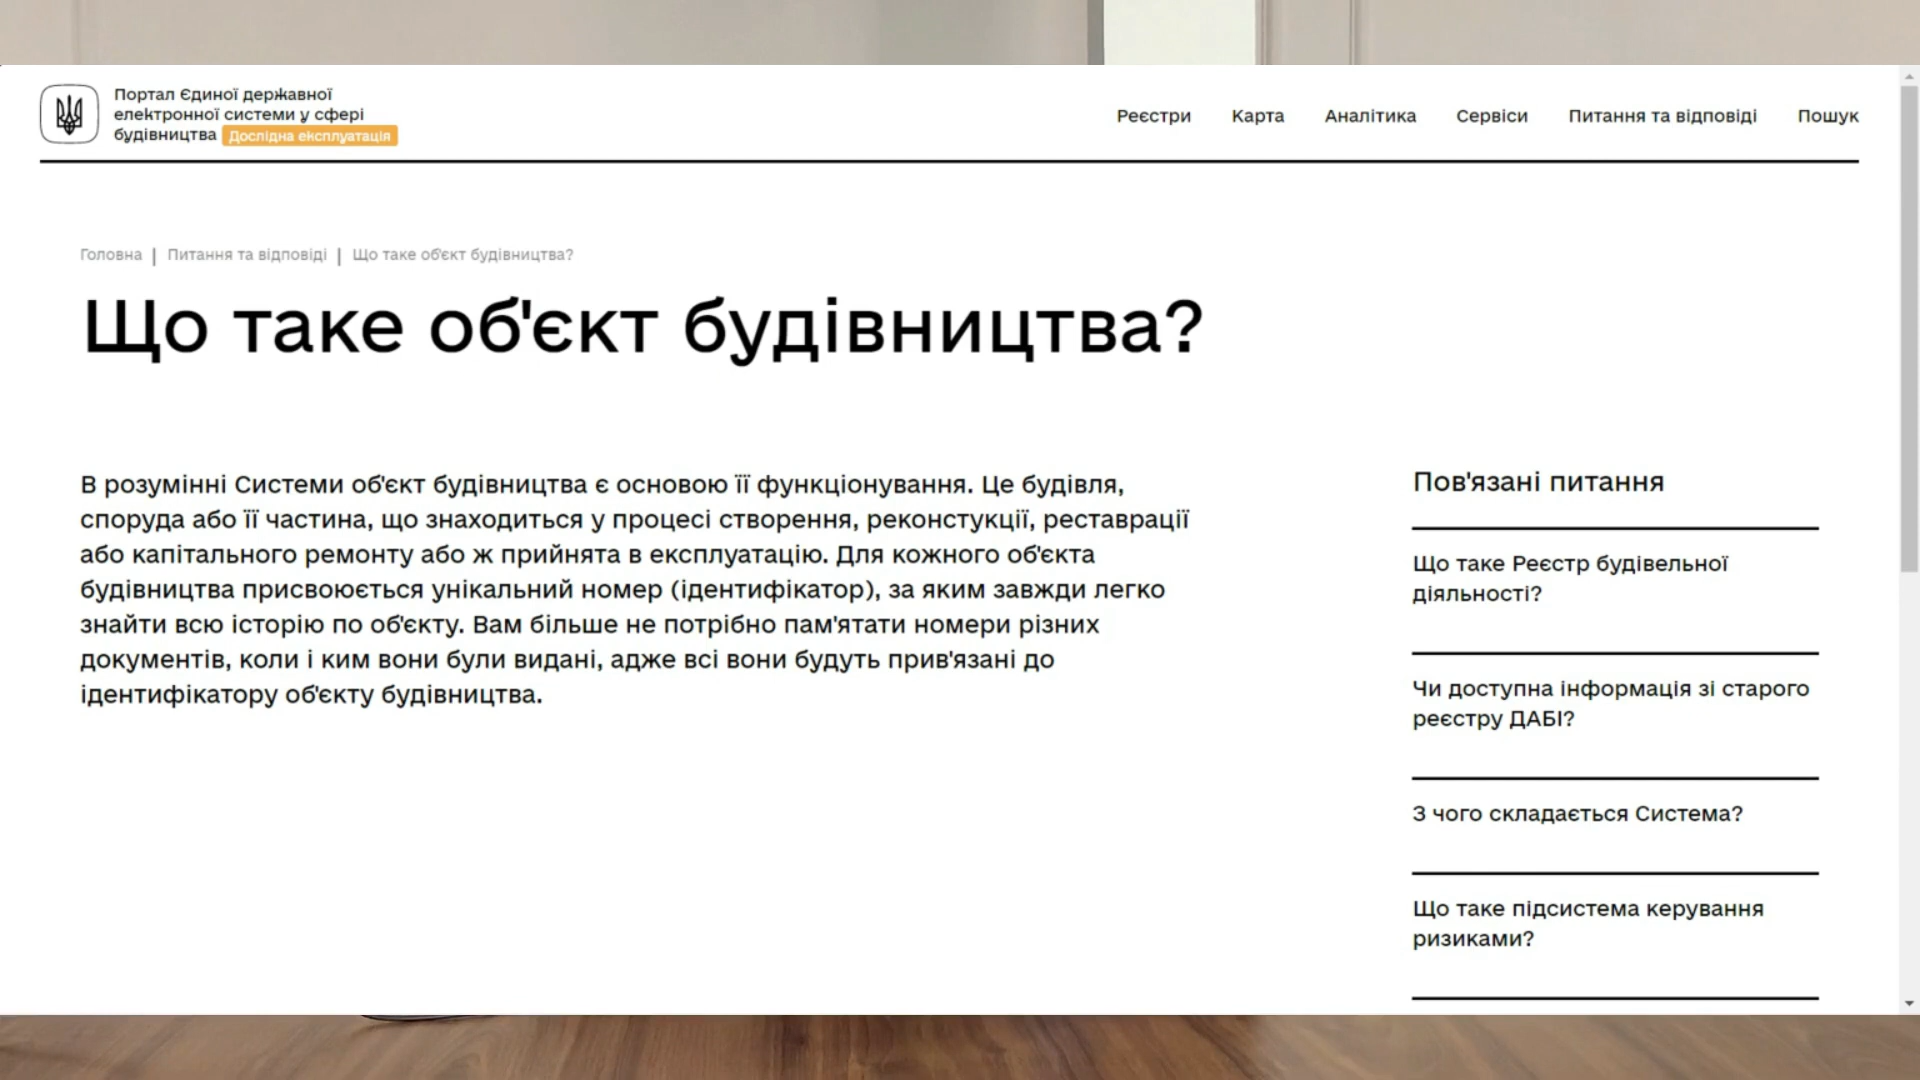 Портал Єдиної державної
електронної системи у сфері
будівництва Дослідна експлуатація
Реєстри Карта Аналітика Сервіси Питання та відповіді Пошук
Головна | Питання та відповіді | Що таке об'єкт будівництва?
Що таке об'єкт будівництва?
В розумінні Системи об'єкт будівництва є основою її функціонування. Це будівля,
споруда або її частина, що знаходиться у процесі створення, реконстукції, реставрації
або капітального ремонту або ж прийнята в експлуатацію. Для кожного об'єкта
будівництва присвоюється унікальний номер (ідентифікатор), за яким завжди легко
знайти всю історію по об'єкту. Вам більше не потрібно пам'ятати номери різних
документів, коли і ким вони були видані, адже всі вони будуть прив'язані до
ідентифікатору об'єкту будівництва.
Пов'язані питання
Що таке Реєстр будівельної
діяльності?
Чи доступна інформація зі старого
реєстру ДАБІ?
З чого складається Система?
Що таке підсистема керування
ризиками?